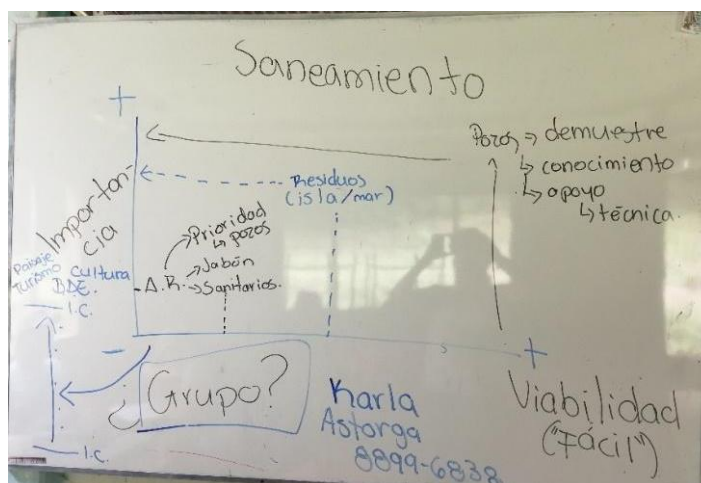 Saneamiento
+
Importan-
cia
Pozos → demuestre
↳ conocimiento
↳ apoyo
↳ técnica.
Residuos
(isla/mar)
Prioridad
↳ pozos
A.R. → Jabón
→ Sanitarios.
Paisaje
Turismo
Cultura
I.C.
-
+
¿Grupo?
Karla
Astorga
8899-6838
Viabilidad
("Fácil")
I.C.